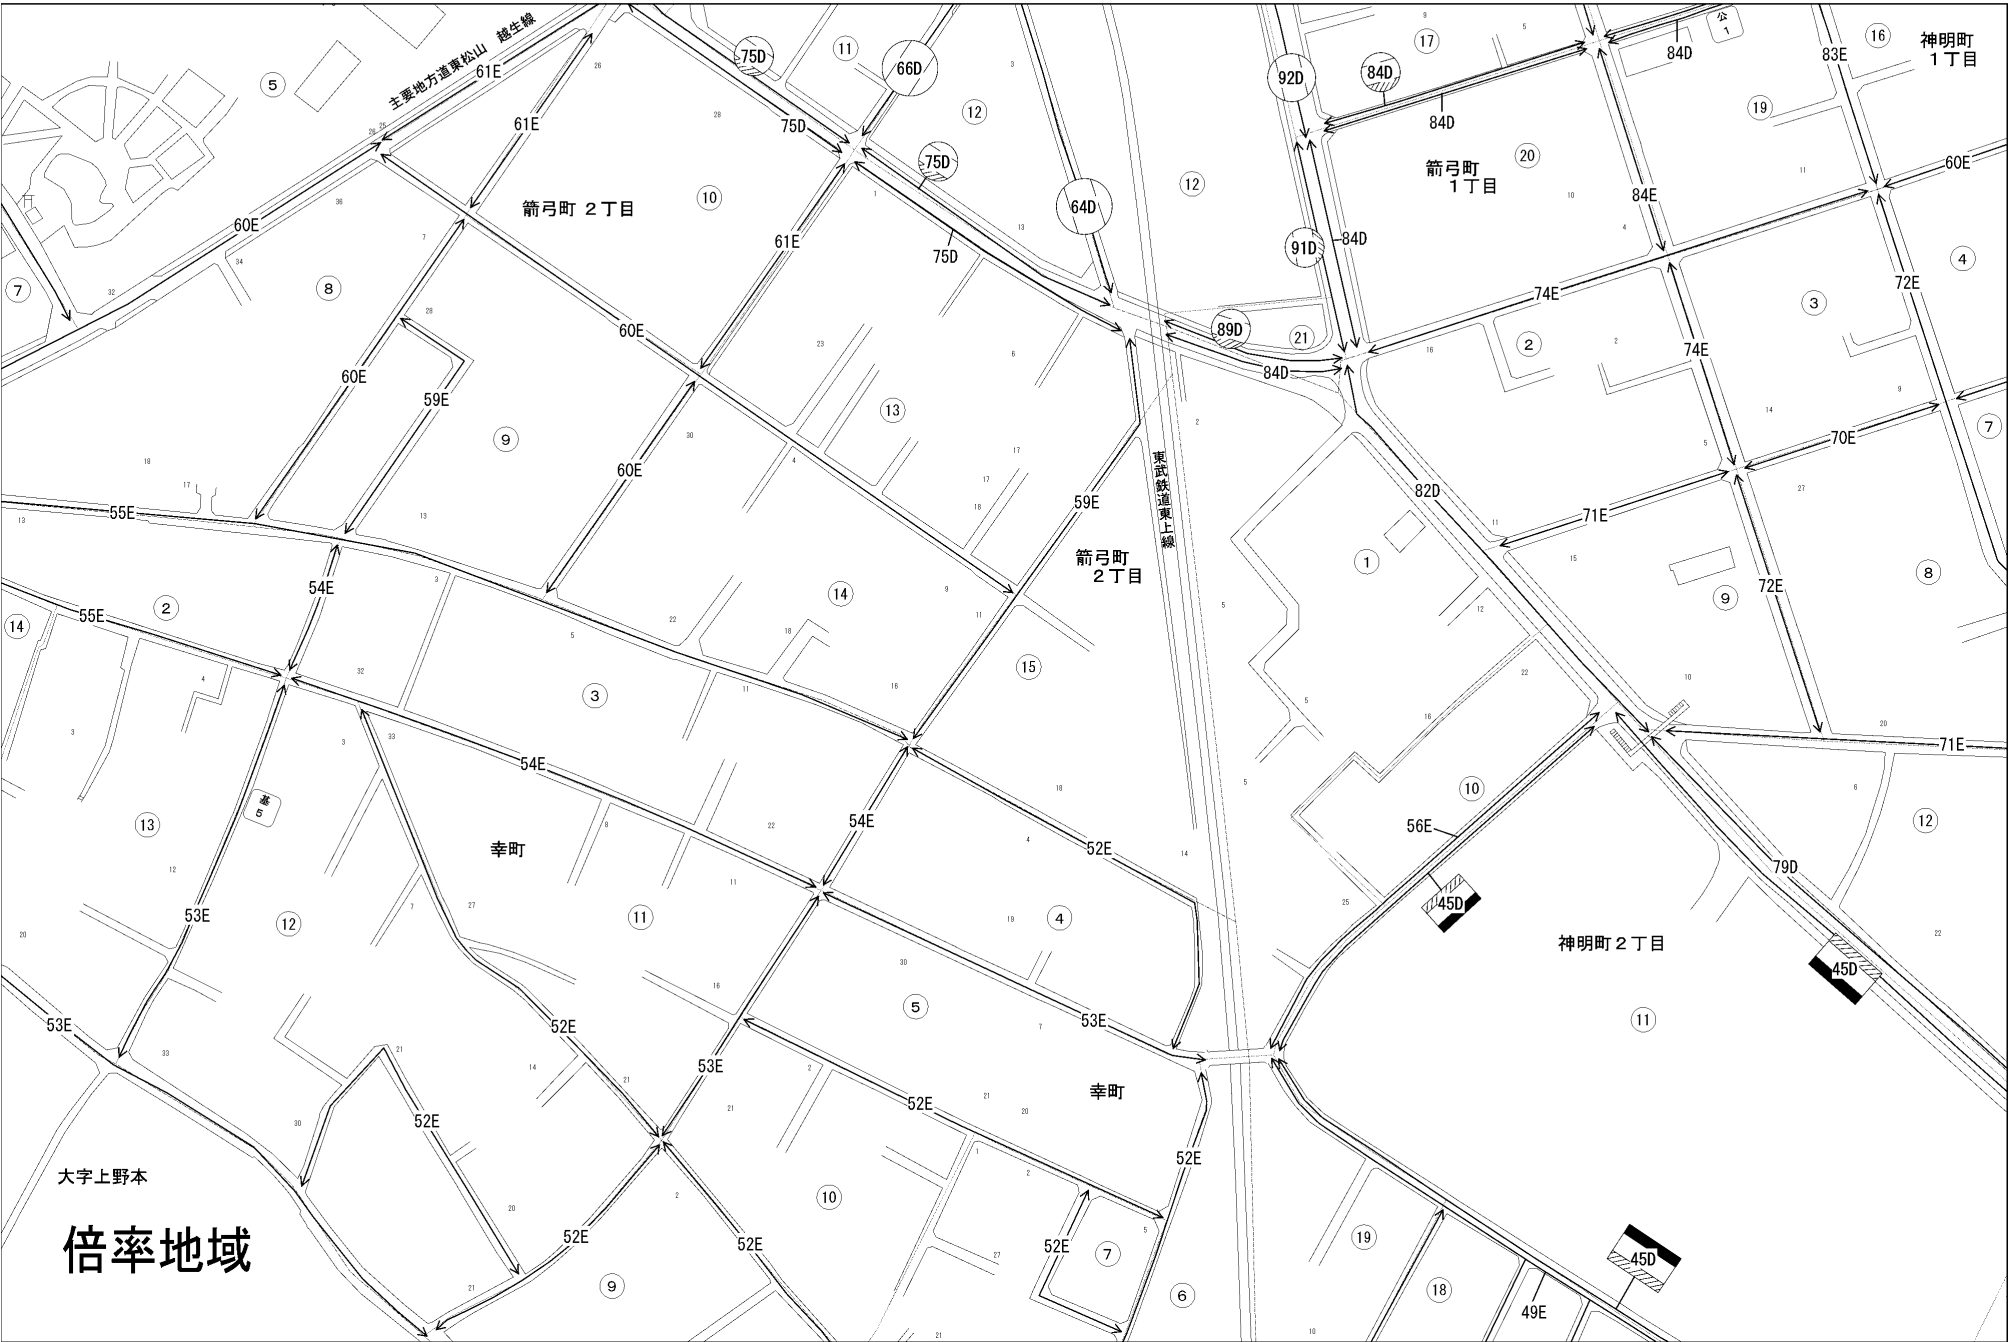 主要地方道東松山 越生線
神明町
1丁目
箭弓町 2丁目
箭弓町
1丁目
箭弓町
2丁目
東武鉄道東上線
幸町
幸町
神明町2丁目
大字上野本
倍率地域
公
1
基
5
61E
61E
60E
75D
75D
66D
75D
75D
64D
61E
92D
84D
84D
84D
83E
60E
84E
91D
84D
74E
72E
74E
89D
84D
60E
60E
59E
60E
59E
82D
70E
71E
72E
71E
55E
55E
54E
54E
54E
52E
56E
45D
79D
45D
53E
53E
52E
53E
53E
52E
52E
52E
52E
52E
52E
52E
45D
49E
⑤
⑦
⑧
⑨
⑩
⑪
⑫
⑫
⑬
⑭
⑮
⑯
⑰
⑲
⑳
㉑
②
③
④
⑦
⑧
⑨
①
⑩
⑪
⑫
②
⑭
⑬
⑫
③
⑪
④
⑤
⑩
⑨
⑦
⑥
⑲
⑱